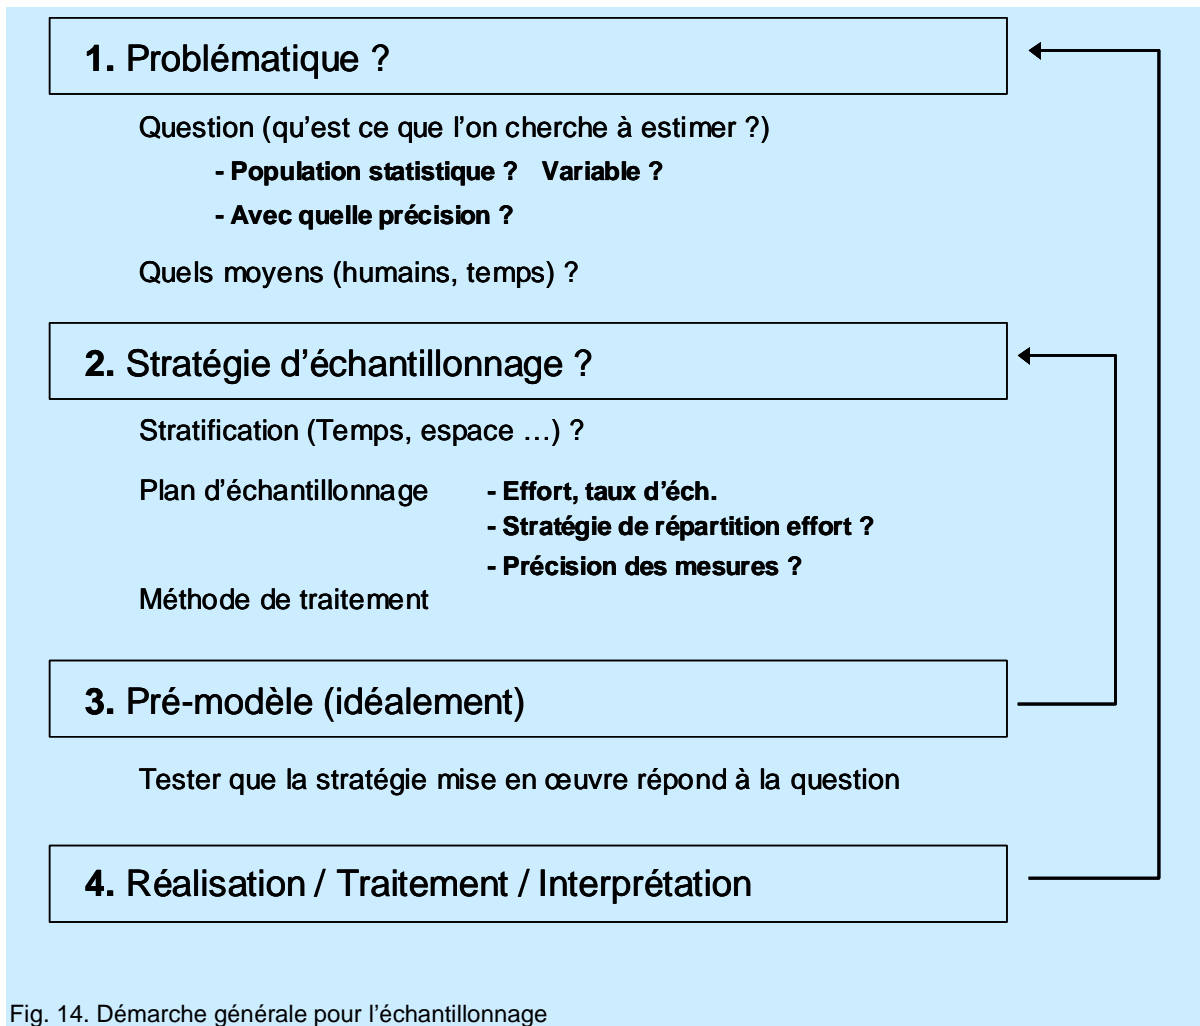 1. Problématique ?
Question (qu'est ce que l'on cherche à estimer ?)
- Population statistique ? Variable ?
- Avec quelle précision ?
Quels moyens (humains, temps) ?
2. Stratégie d'échantillonnage ?
Stratification (Temps, espace …) ?
Plan d'échantillonnage - Effort, taux d'éch.
- Stratégie de répartition effort ?
- Précision des mesures ?
Méthode de traitement
3. Pré-modèle (idéalement)
Tester que la stratégie mise en œuvre répond à la question
4. Réalisation / Traitement / Interprétation
Fig. 14. Démarche générale pour l'échantillonnage